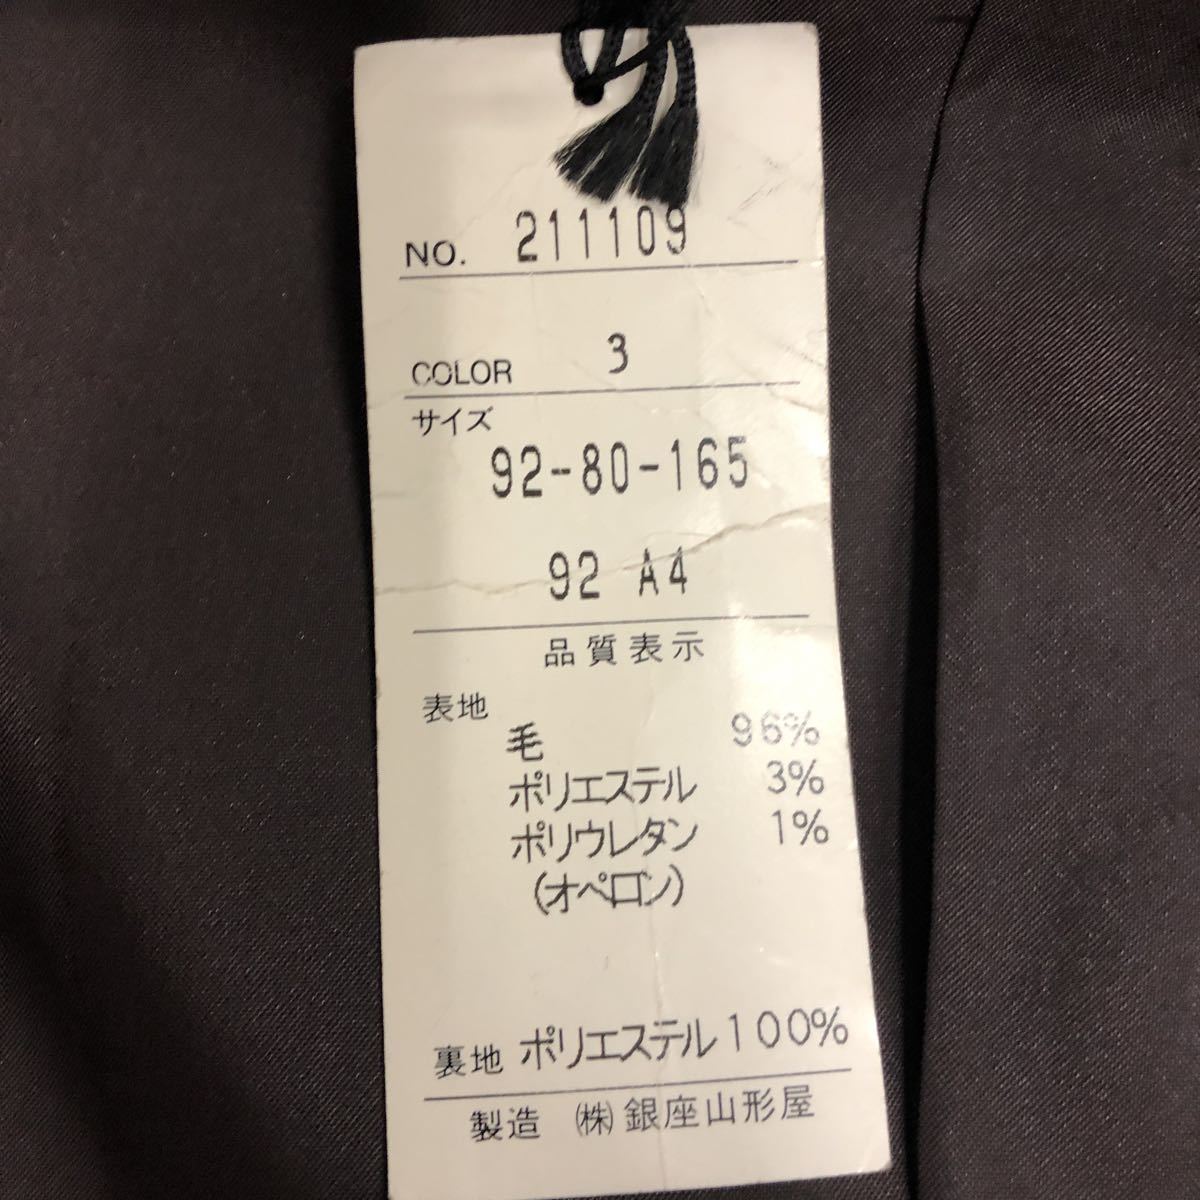 NO. 211109
COLOR 3
サイズ
92-80-165
92 A4
品質表示
表地
毛 96%
ポリエステル 3%
ポリウレタン 1%
(オペロン)
裏地 ポリエステル100%
製造 ㈱銀座山形屋